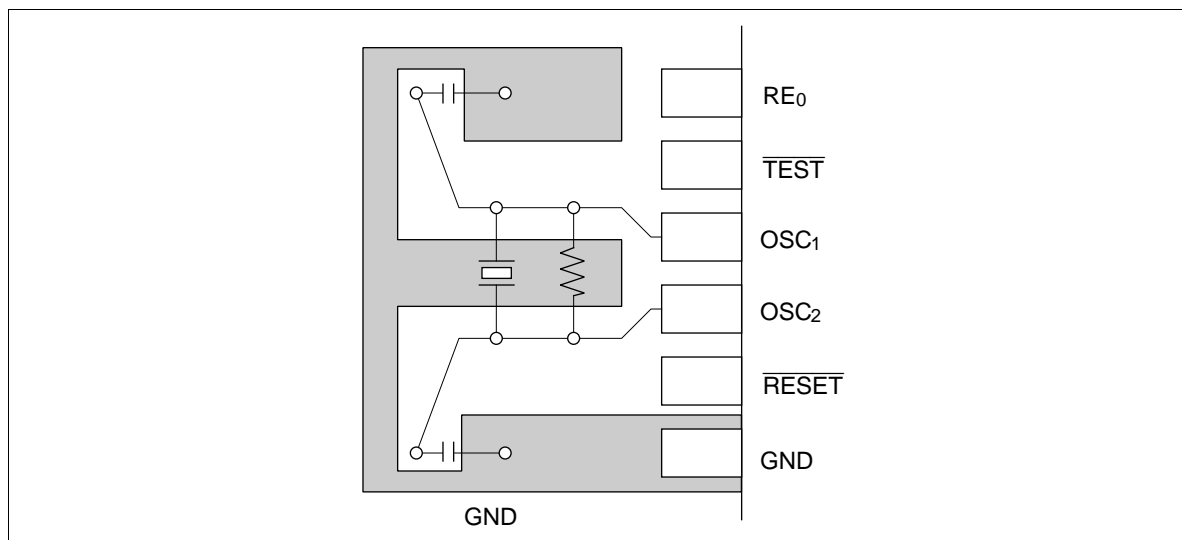 RE0
TEST
OSC1
OSC2
RESET
GND
GND